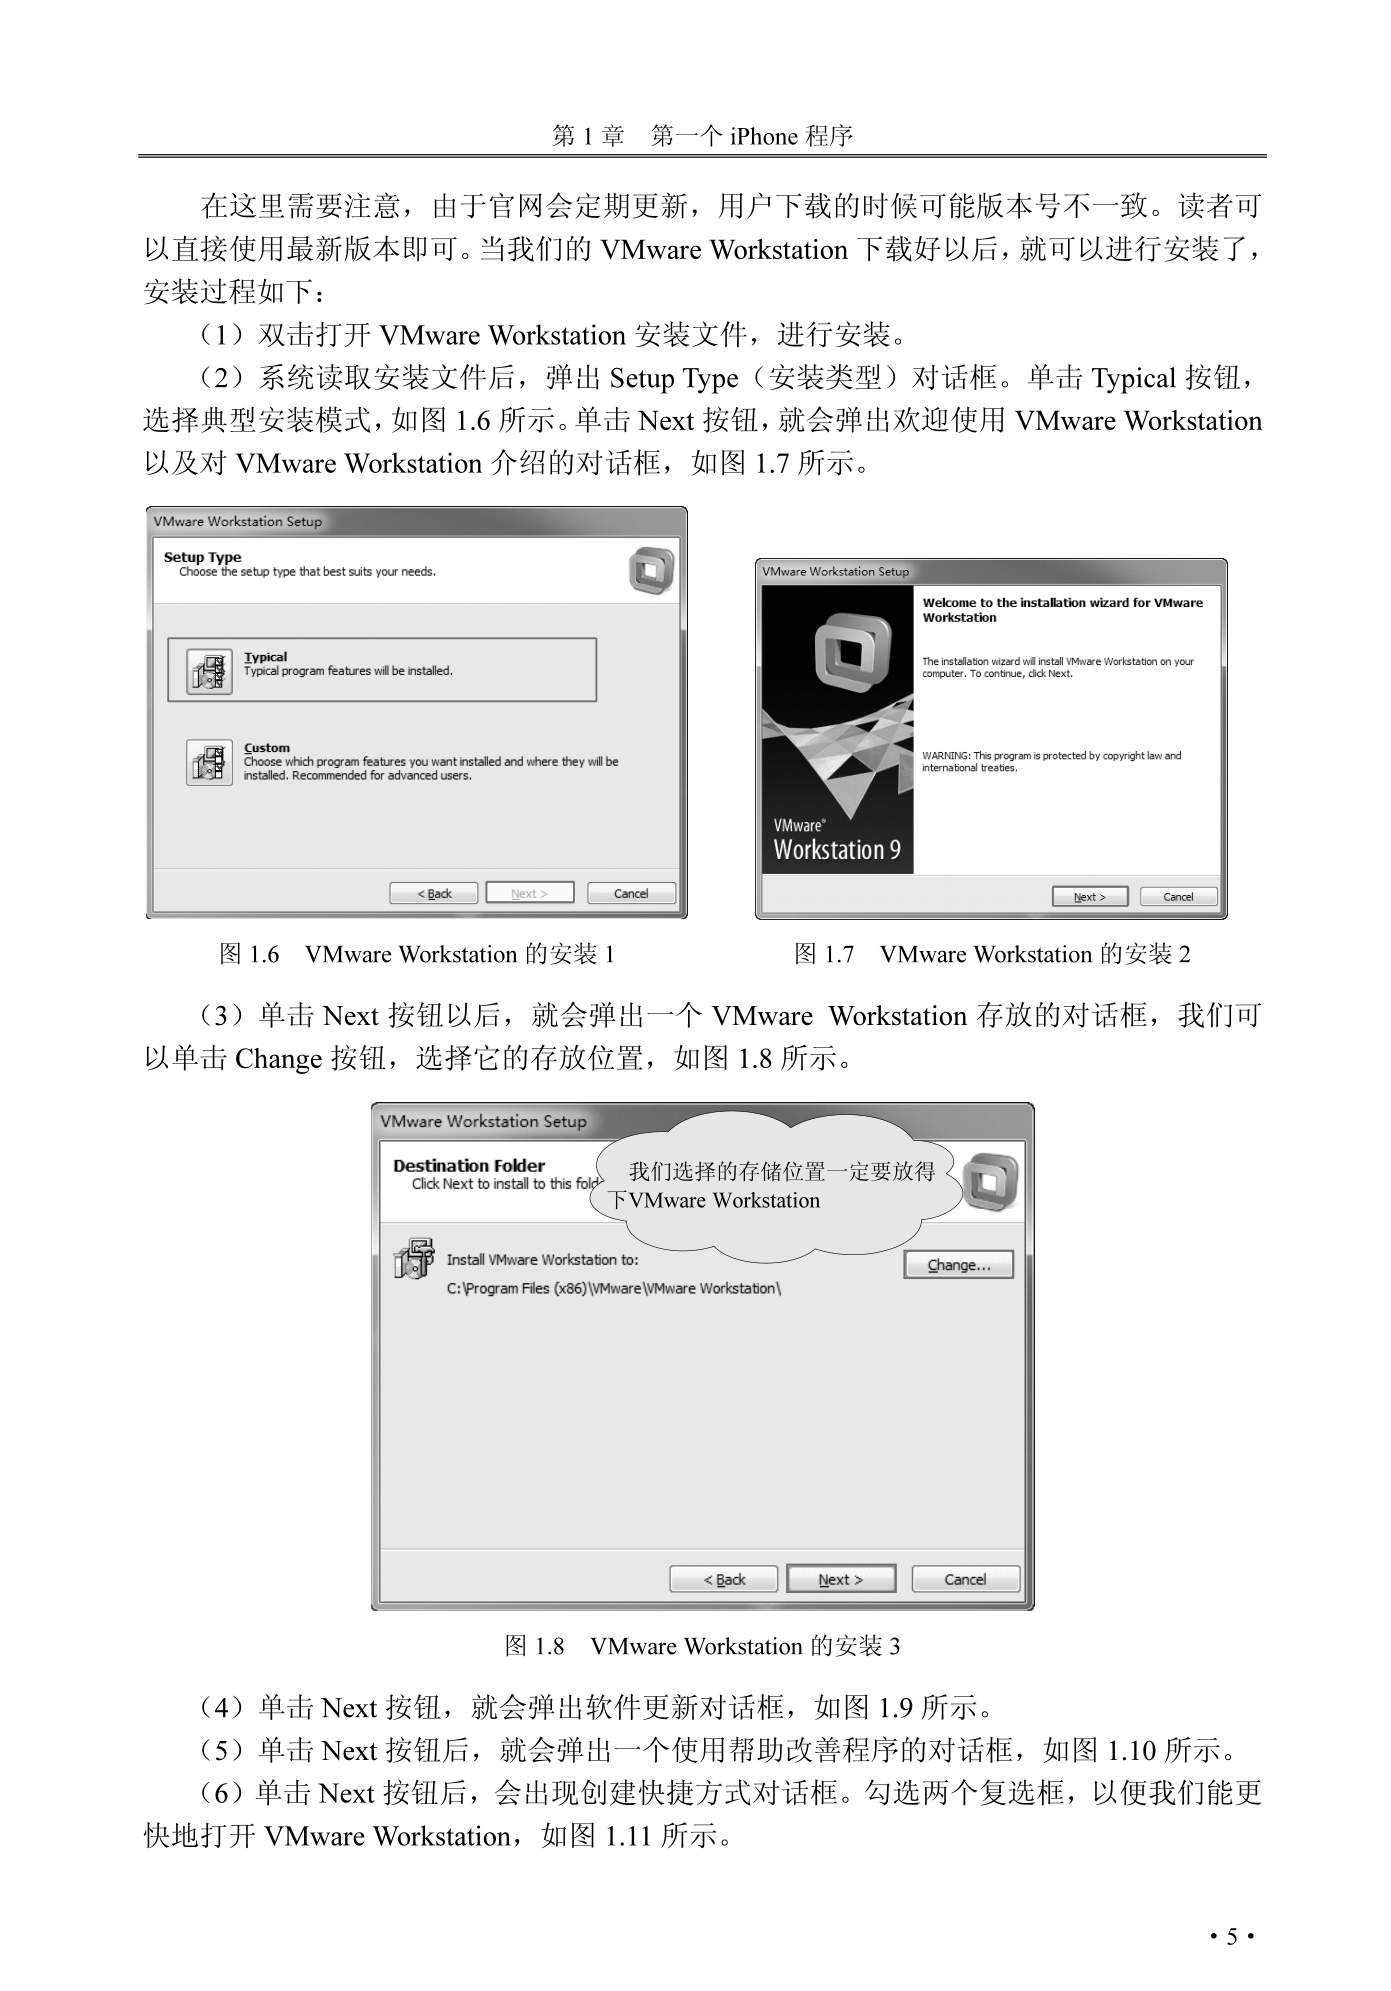 第 1 章　第一个 iPhone 程序
在这里需要注意，由于官网会定期更新，用户下载的时候可能版本号不一致。读者可
以直接使用最新版本即可。当我们的 VMware Workstation 下载好以后，就可以进行安装了，
安装过程如下：
（1）双击打开 VMware Workstation 安装文件，进行安装。
（2）系统读取安装文件后，弹出 Setup Type（安装类型）对话框。单击 Typical 按钮，
选择典型安装模式，如图 1.6 所示。单击 Next 按钮，就会弹出欢迎使用 VMware Workstation
以及对 VMware Workstation 介绍的对话框，如图 1.7 所示。
VMware Workstation Setup
Setup Type
Choose the setup type that best suits your needs.
Typical
Typical program features will be installed.
Custom
Choose which program features you want installed and where they will be
installed. Recommended for advanced users.
< Back Next > Cancel
VMware Workstation Setup
Welcome to the installation wizard for VMware
Workstation
The installation wizard will install VMware Workstation on your
computer. To continue, click Next.
WARNING: This program is protected by copyright law and
international treaties.
VMware®
Workstation 9
Next > Cancel
图 1.6　VMware Workstation 的安装 1
图 1.7　VMware Workstation 的安装 2
（3）单击 Next 按钮以后，就会弹出一个 VMware Workstation 存放的对话框，我们可
以单击 Change 按钮，选择它的存放位置，如图 1.8 所示。
VMware Workstation Setup
Destination Folder
Click Next to install to this fold
我们选择的存储位置一定要放得
下VMware Workstation
Install VMware Workstation to:
Change...
C:\Program Files (x86)\VMware\VMware Workstation\
< Back Next > Cancel
图 1.8　VMware Workstation 的安装 3
（4）单击 Next 按钮，就会弹出软件更新对话框，如图 1.9 所示。
（5）单击 Next 按钮后，就会弹出一个使用帮助改善程序的对话框，如图 1.10 所示。
（6）单击 Next 按钮后，会出现创建快捷方式对话框。勾选两个复选框，以便我们能更
快地打开 VMware Workstation，如图 1.11 所示。
• 5 •